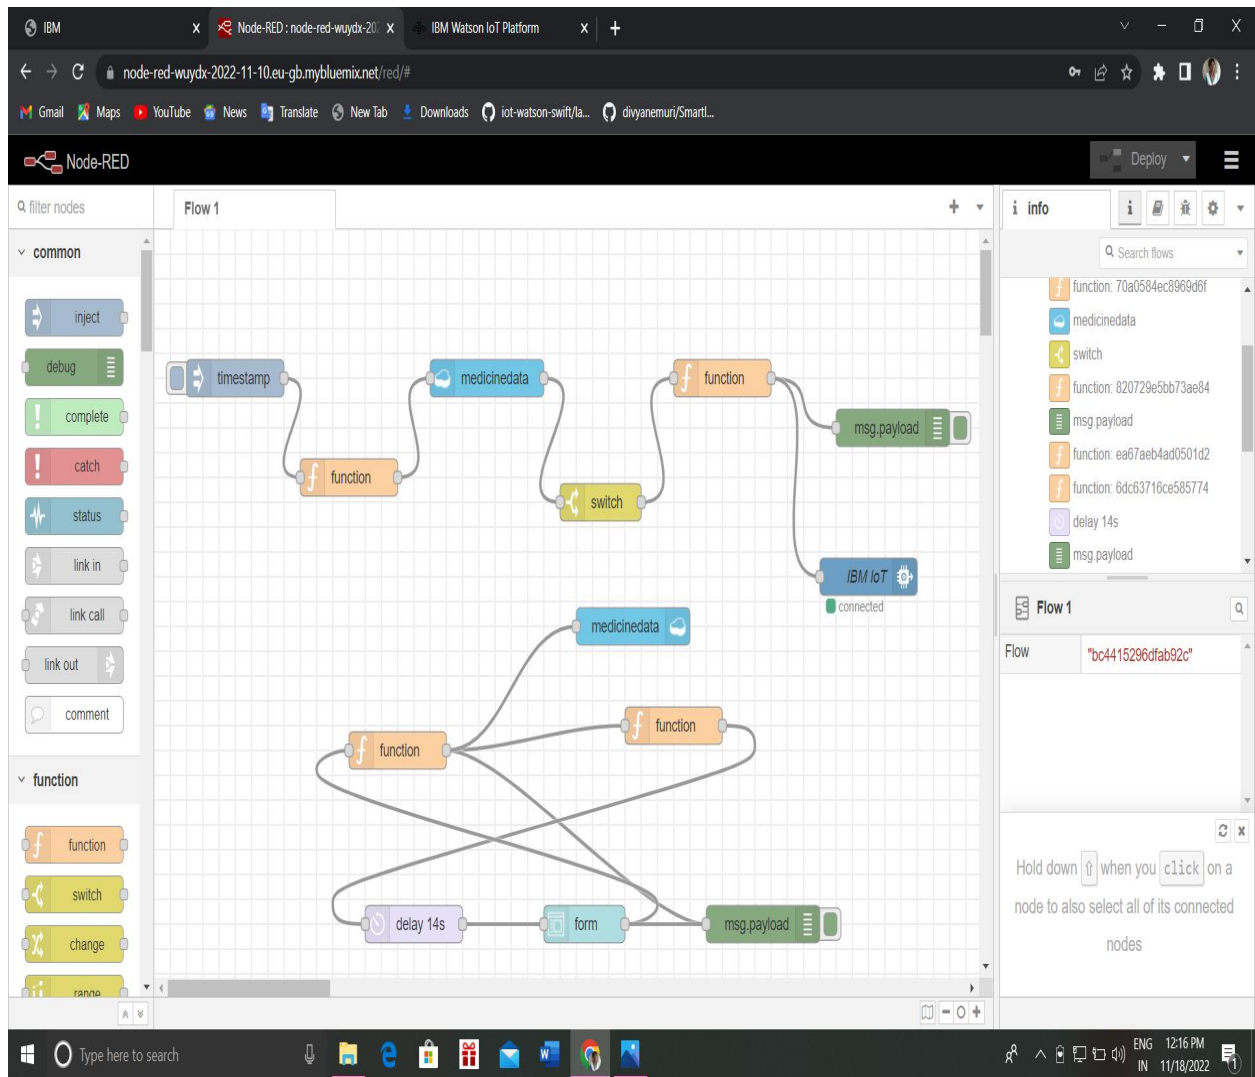 IBM
Node-RED : node-red-wuydx-20
IBM Watson IoT Platform
node-red-wuydx-2022-11-10.eu-gb.mybluemix.net/red/#
Gmail Maps YouTube News Translate New Tab Downloads iot-watson-swift/la... divyanemuri/Smartl...
Node-RED
Deploy
filter nodes
Flow 1
i info
Search flows
common
inject
debug
complete
catch
status
link in
link call
link out
comment
function
function
switch
change
range
timestamp
medicinedata
function
msg.payload
function
switch
IBM IoT
connected
medicinedata
function
function
delay 14s
form
msg.payload
function: 70a0584ec8969d6f
medicinedata
switch
function: 820729e5bb73ae84
msg.payload
function: ea67aeb4ad0501d2
function: 6dc63716ce585774
delay 14s
msg.payload
Flow 1
Flow "bc4415296dfab92c"
Hold down ⇧ when you click on a
node to also select all of its connected
nodes
Type here to search
ENG 12:16 PM
IN 11/18/2022
1